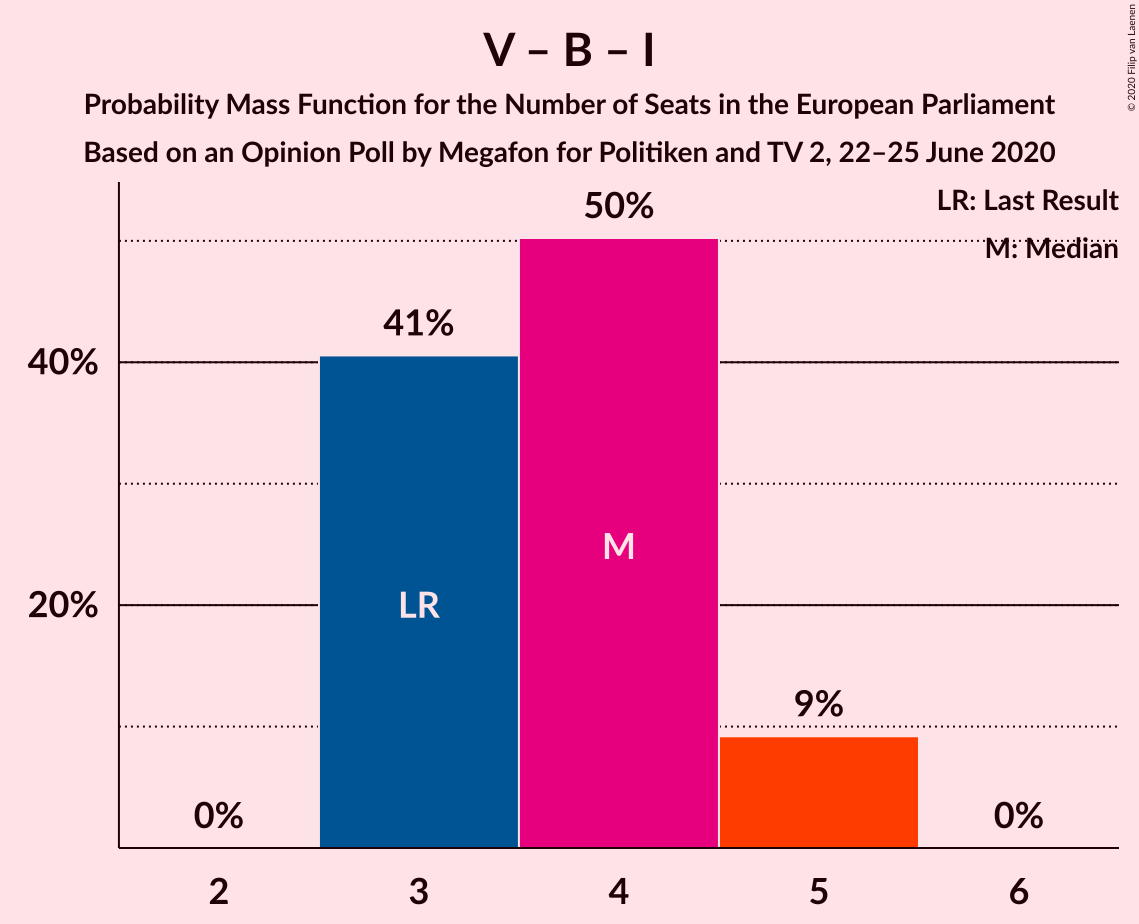 V – B – I
Probability Mass Function for the Number of Seats in the European Parliament
Based on an Opinion Poll by Megafon for Politiken and TV 2, 22–25 June 2020
© 2020 Filip van Laenen
LR: Last Result
M: Median
50%
41%
40%
M
LR
20%
9%
0%
0%
2
3
4
5
6